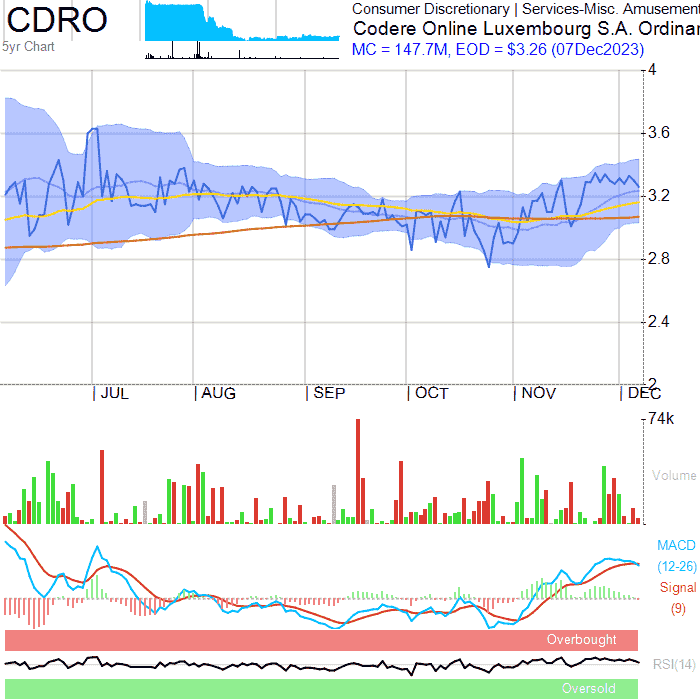 CDRO
5yr Chart
Consumer Discretionary | Services-Misc. Amusement
Codere Online Luxembourg S.A. Ordinar
MC = 147.7M, EOD = $3.26 (07Dec2023)
4
3.6
3.2
2.8
2.4
2
JUL
AUG
SEP
OCT
NOV
DEC
74k
Volume
MACD
(12-26)
Signal
(9)
Overbought
RSI(14)
Oversold